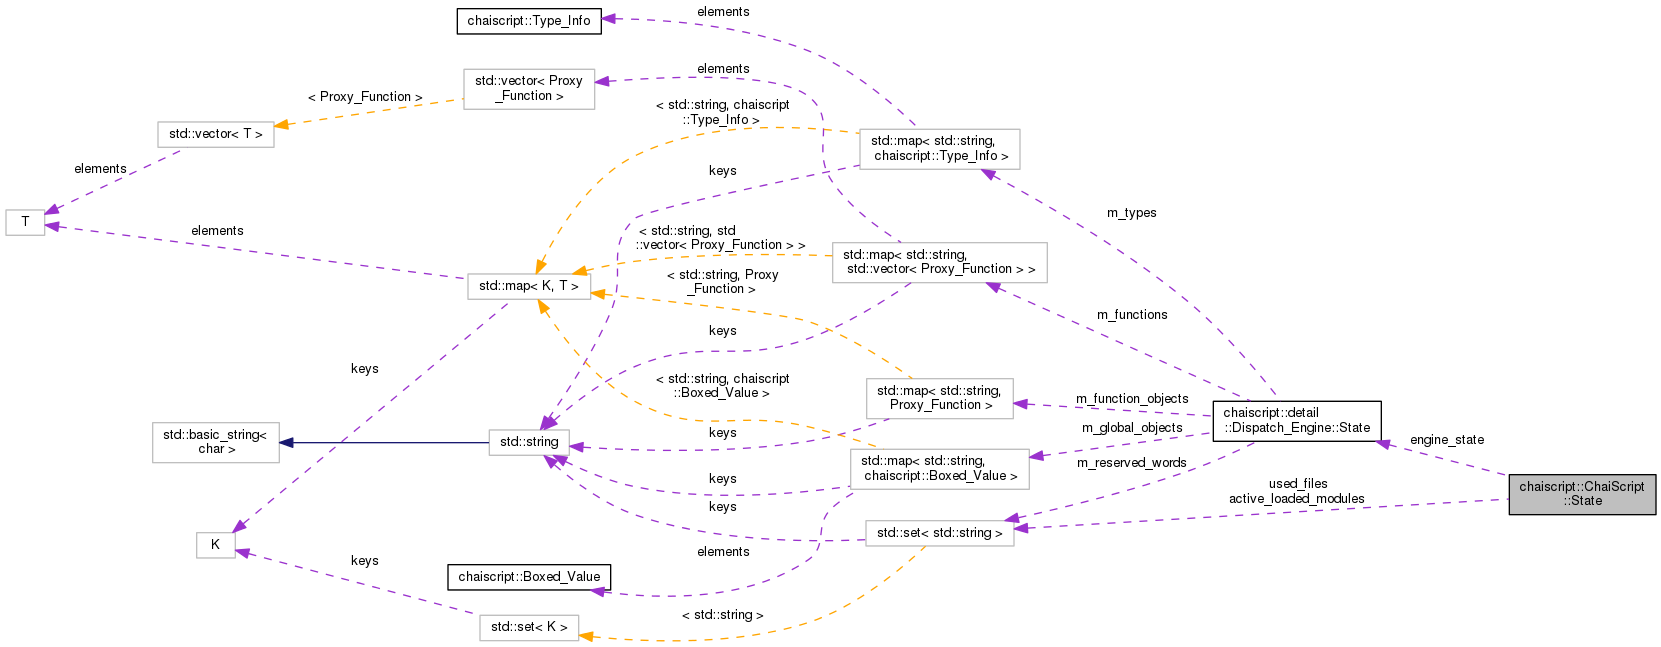 chaiscript::Type_Info
elements
std::vector< Proxy
_Function >
elements
< Proxy_Function >
std::vector< T >
elements
T
elements
< std::string, chaiscript
::Type_Info >
std::map< std::string,
chaiscript::Type_Info >
keys
m_types
< std::string, std
::vector< Proxy_Function > >
std::map< std::string,
std::vector< Proxy_Function > >
std::map< K, T >
< std::string, Proxy
_Function >
m_functions
keys
keys
< std::string, chaiscript
::Boxed_Value >
std::map< std::string,
Proxy_Function >
m_function_objects
chaiscript::detail
::Dispatch_Engine::State
std::basic_string<
char >
std::string
keys
m_global_objects
engine_state
std::map< std::string,
chaiscript::Boxed_Value >
m_reserved_words
keys
used_files
active_loaded_modules
chaiscript::ChaiScript
::State
keys
std::set< std::string >
K
elements
keys
chaiscript::Boxed_Value
< std::string >
std::set< K >